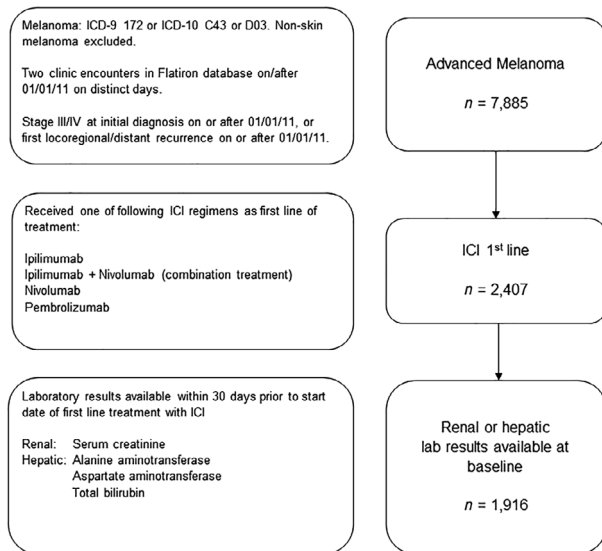 Melanoma: ICD-9 172 or ICD-10 C43 or D03. Non-skin
melanoma excluded.
Two clinic encounters in Flatiron database on/after
01/01/11 on distinct days.
Stage III/IV at initial diagnosis on or after 01/01/11, or
first locoregional/distant recurrence on or after 01/01/11.
Advanced Melanoma
n = 7,885
Received one of following ICI regimens as first line of
treatment:
Ipilimumab
Ipilimumab + Nivolumab (combination treatment)
Nivolumab
Pembrolizumab
ICI 1st line
n = 2,407
Laboratory results available within 30 days prior to start
date of first line treatment with ICI
Renal: Serum creatinine
Hepatic: Alanine aminotransferase
Aspartate aminotransferase
Total bilirubin
Renal or hepatic
lab results available at
baseline
n = 1,916